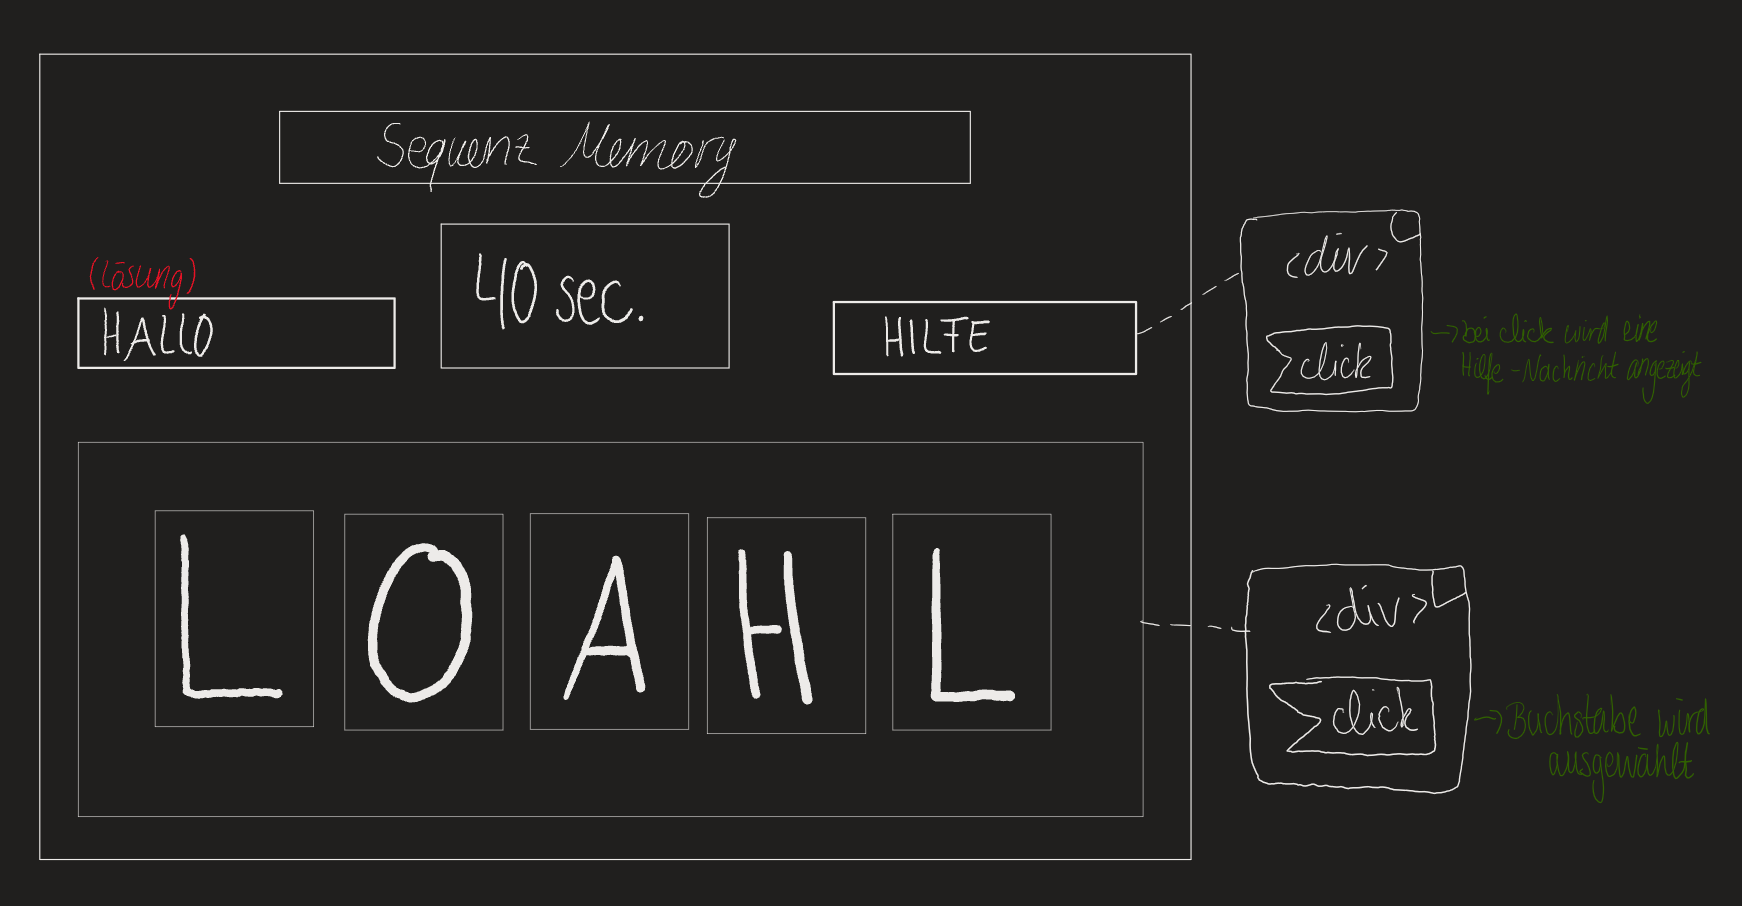 Sequenz Memory
(Lösung)
HALLO
40 sec.
HILFE
<div>
click
→ bei click wird eine
Hilfe-Nachricht angezeigt
L O A H L
<div>
click
→ Buchstabe wird
ausgewählt